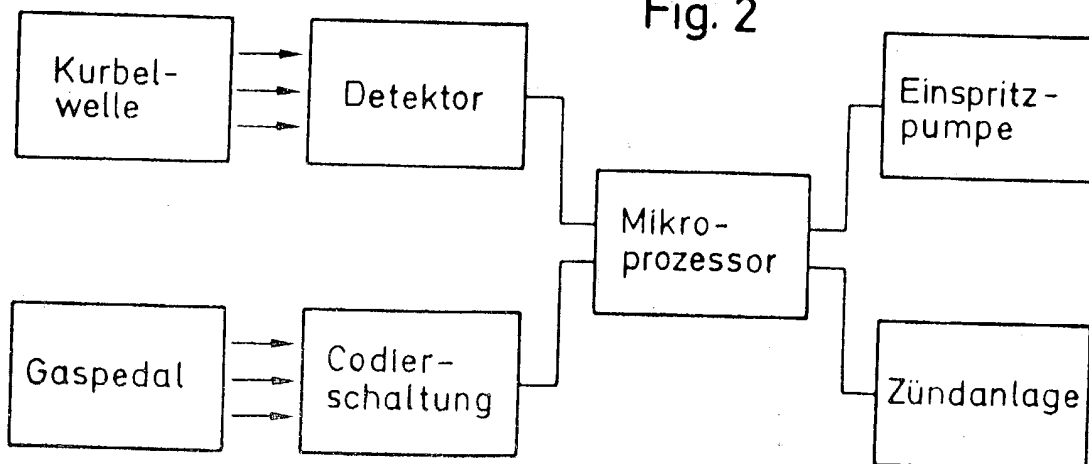 Fig. 2
Kurbel-
welle
Detektor
Einspritz-
pumpe
Mikro-
prozessor
Gaspedal
Codier-
schaltung
Zündanlage